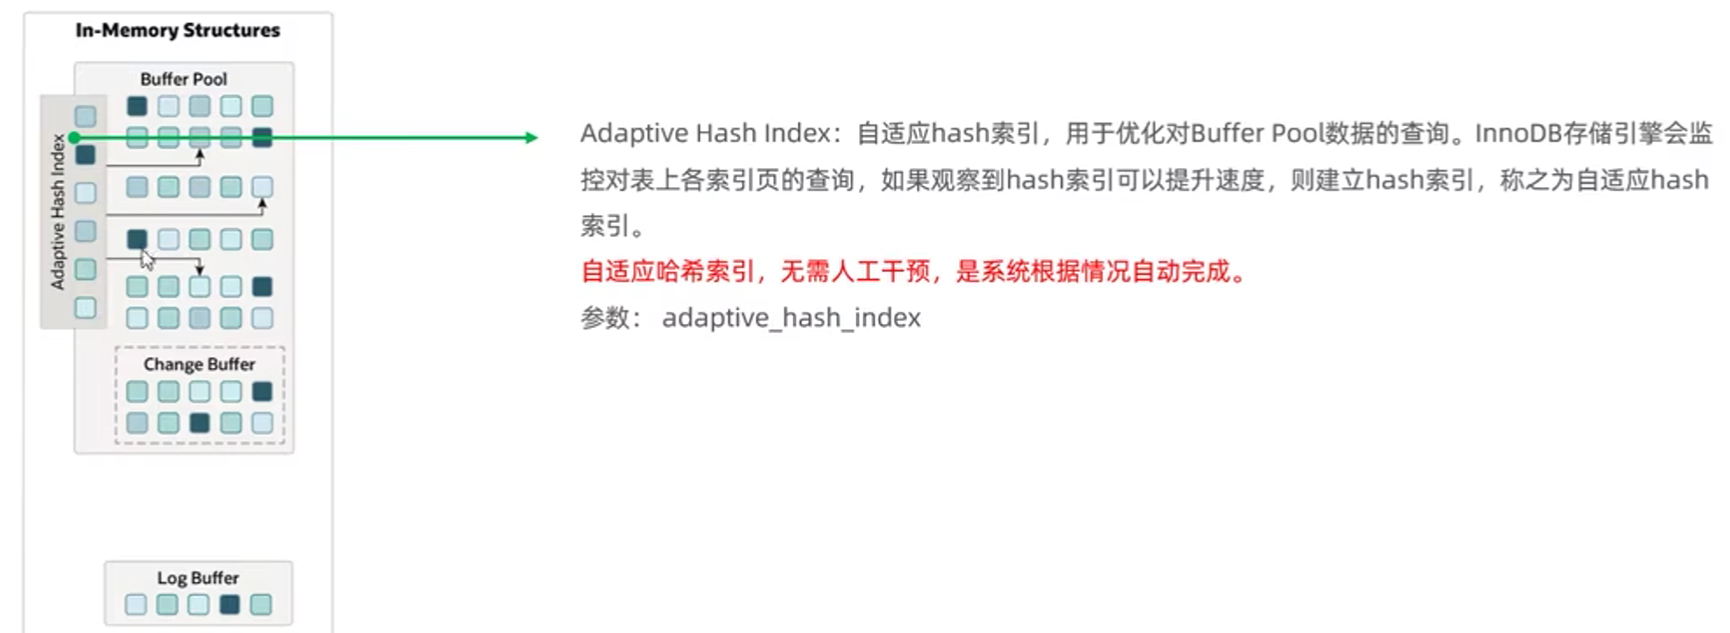 In-Memory Structures
Buffer Pool
Adaptive Hash Index
Change Buffer
Log Buffer
Adaptive Hash Index：自适应hash索引，用于优化对Buffer Pool数据的查询。InnoDB存储引擎会监
控对表上各索引页的查询，如果观察到hash索引可以提升速度，则建立hash索引，称之为自适应hash
索引。
自适应哈希索引，无需人工干预，是系统根据情况自动完成。
参数： adaptive_hash_index